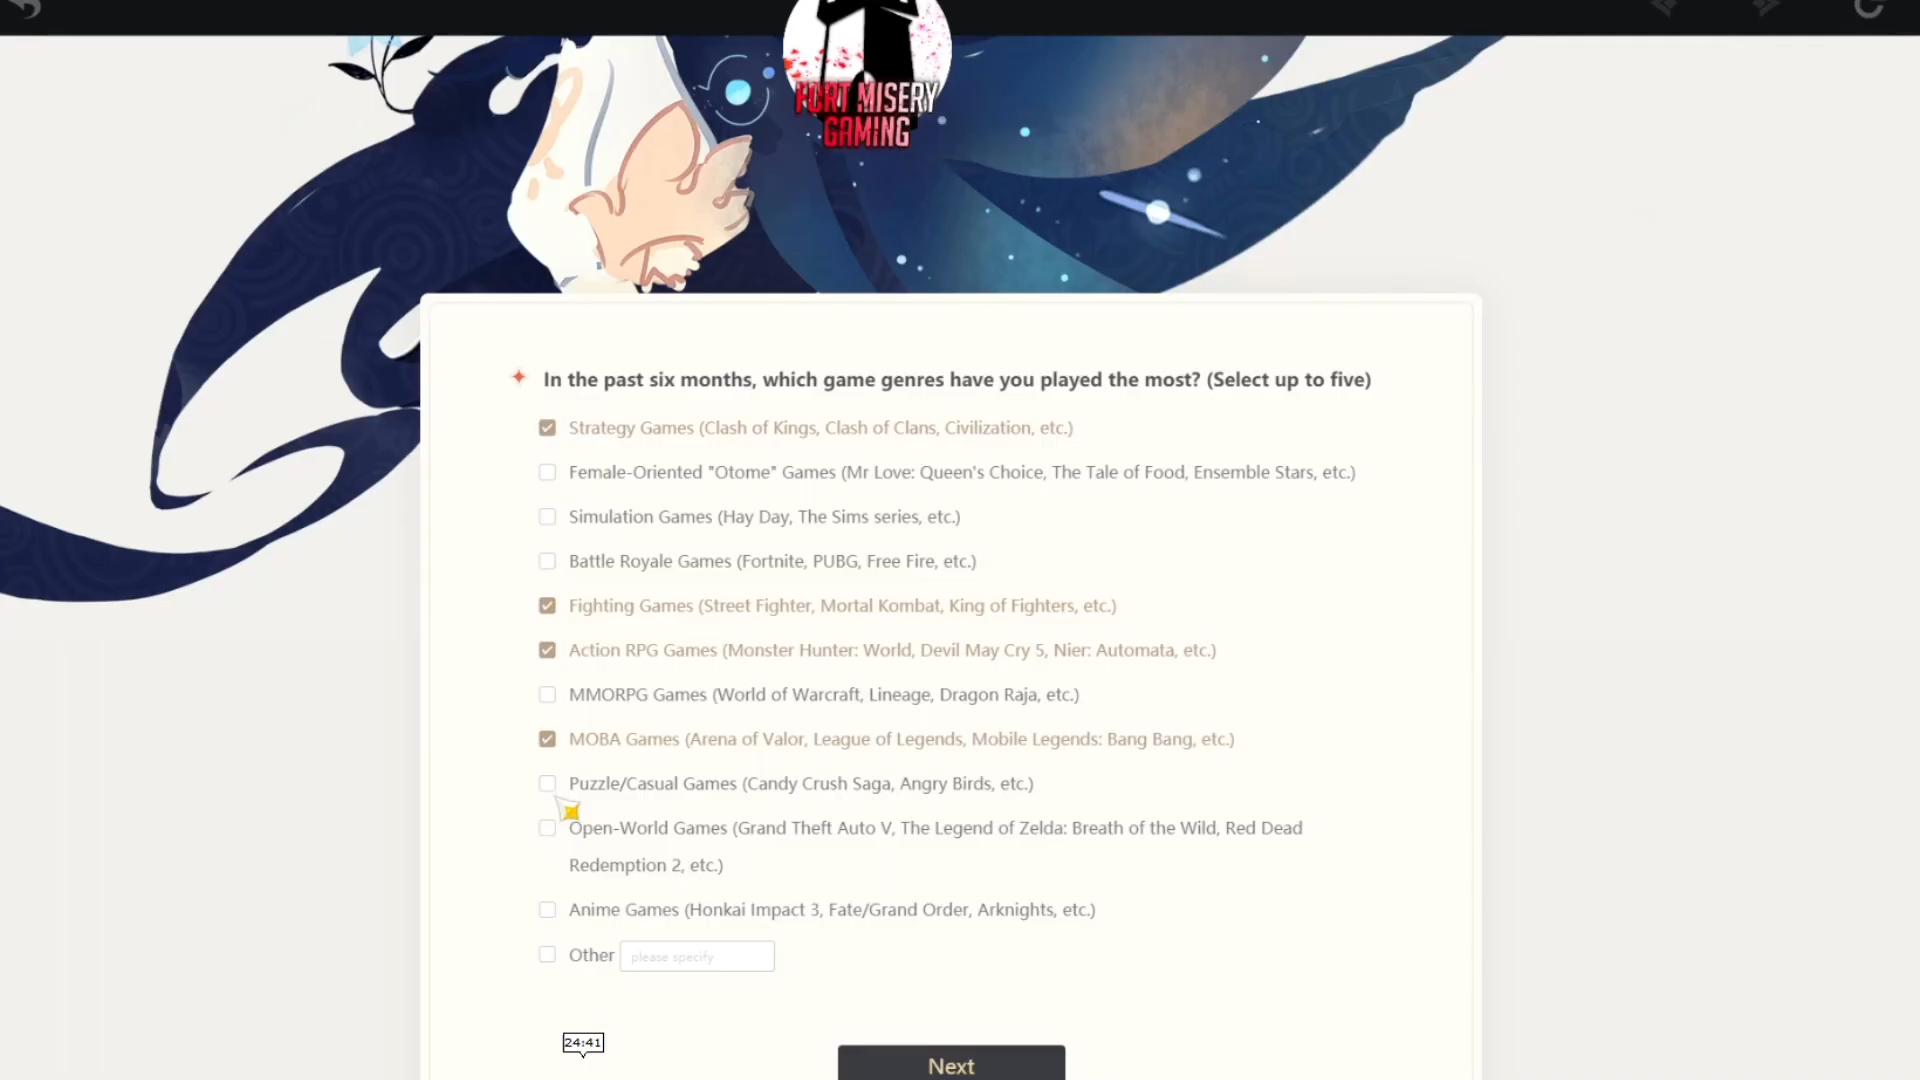 FORT MISERY
GAMING
In the past six months, which game genres have you played the most? (Select up to five)
Strategy Games (Clash of Kings, Clash of Clans, Civilization, etc.)
Female-Oriented "Otome" Games (Mr Love: Queen's Choice, The Tale of Food, Ensemble Stars, etc.)
Simulation Games (Hay Day, The Sims series, etc.)
Battle Royale Games (Fortnite, PUBG, Free Fire, etc.)
Fighting Games (Street Fighter, Mortal Kombat, King of Fighters, etc.)
Action RPG Games (Monster Hunter: World, Devil May Cry 5, Nier: Automata, etc.)
MMORPG Games (World of Warcraft, Lineage, Dragon Raja, etc.)
MOBA Games (Arena of Valor, League of Legends, Mobile Legends: Bang Bang, etc.)
Puzzle/Casual Games (Candy Crush Saga, Angry Birds, etc.)
Open-World Games (Grand Theft Auto V, The Legend of Zelda: Breath of the Wild, Red Dead
Redemption 2, etc.)
Anime Games (Honkai Impact 3, Fate/Grand Order, Arknights, etc.)
Other please specify
24:41
Next